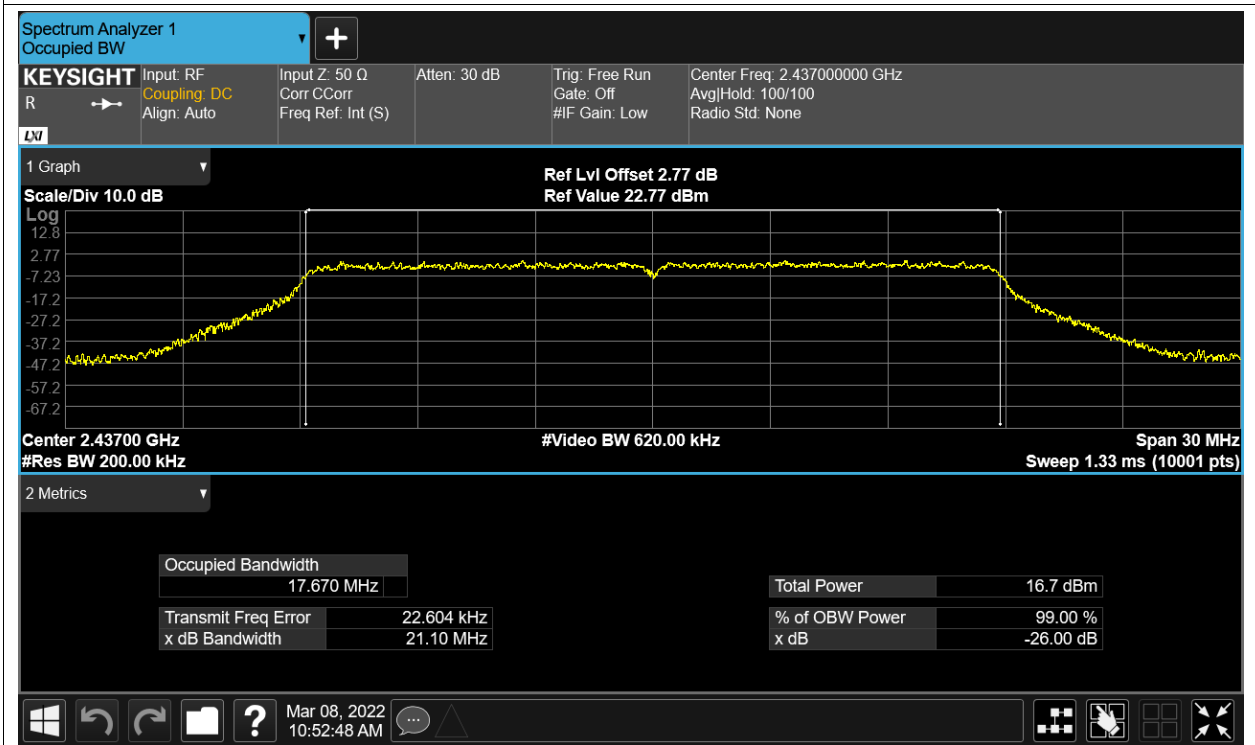 Spectrum Analyzer 1
Occupied BW
KEYSIGHT
R
LXI
Input: RF
Coupling: DC
Align: Auto
Input Z: 50 Ω
Corr CCorr
Freq Ref: Int (S)
Atten: 30 dB
Trig: Free Run
Gate: Off
#IF Gain: Low
Center Freq: 2.437000000 GHz
Avg|Hold: 100/100
Radio Std: None
1 Graph
Scale/Div 10.0 dB
Ref Lvl Offset 2.77 dB
Ref Value 22.77 dBm
Log
12.8
2.77
-7.23
-17.2
-27.2
-37.2
-47.2
-57.2
-67.2
Center 2.43700 GHz
#Video BW 620.00 kHz
Span 30 MHz
#Res BW 200.00 kHz
Sweep 1.33 ms (10001 pts)
2 Metrics
Occupied Bandwidth
17.670 MHz
Total Power 16.7 dBm
Transmit Freq Error 22.604 kHz
% of OBW Power 99.00 %
x dB Bandwidth 21.10 MHz
x dB -26.00 dB
Mar 08, 2022
10:52:48 AM